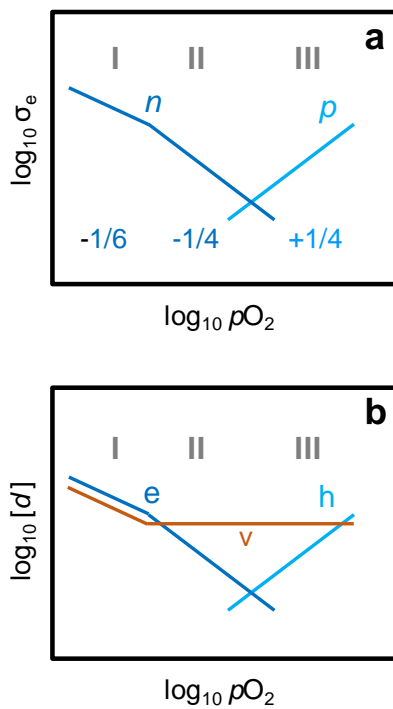 a
I II III
n
p
log₁₀ σₑ
-1/6 -1/4 +1/4
log₁₀ pO₂
b
I II III
e
h
v
log₁₀ [d]
log₁₀ pO₂